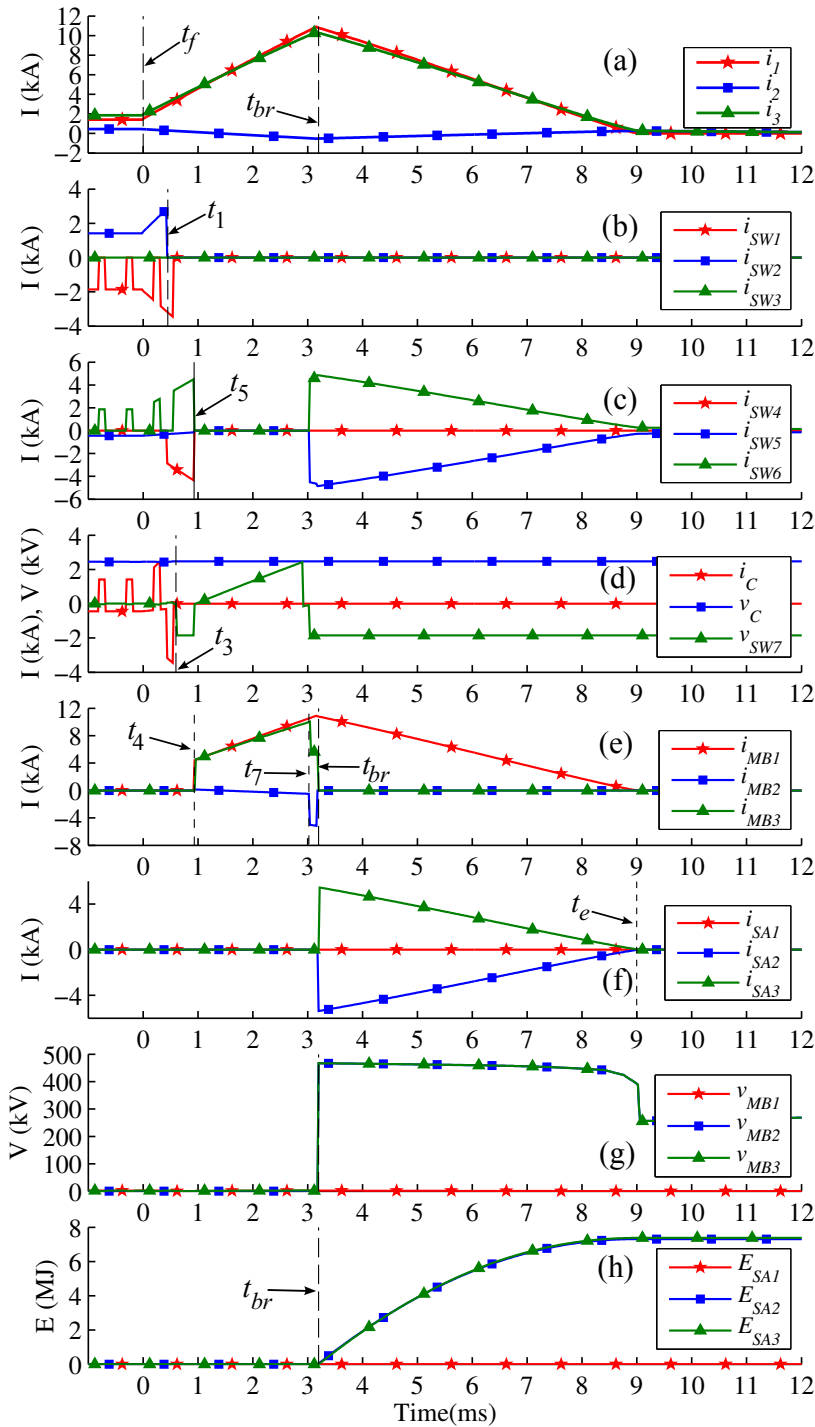 12
10
8
6
4
2
0
−2
I (kA)
t_f
t_br
(a)
i_1
i_2
i_3
0 1 2 3 4 5 6 7 8 9 10 11 12
4
2
0
−2
−4
I (kA)
t_1
(b)
i_SW1
i_SW2
i_SW3
0 1 2 3 4 5 6 7 8 9 10 11 12
6
4
2
0
−2
−4
−6
I (kA)
t_5
(c)
i_SW4
i_SW5
i_SW6
0 1 2 3 4 5 6 7 8 9 10 11 12
4
2
0
−2
−4
I (kA), V (kV)
t_3
(d)
i_C
v_C
v_SW7
0 1 2 3 4 5 6 7 8 9 10 11 12
12
8
4
0
−4
−8
I (kA)
t_4
t_7
t_br
(e)
i_MB1
i_MB2
i_MB3
0 1 2 3 4 5 6 7 8 9 10 11 12
4
0
−4
I (kA)
t_e
(f)
i_SA1
i_SA2
i_SA3
0 1 2 3 4 5 6 7 8 9 10 11 12
500
400
300
200
100
0
V (kV)
(g)
v_MB1
v_MB2
v_MB3
0 1 2 3 4 5 6 7 8 9 10 11 12
8
6
4
2
0
E (MJ)
t_br
(h)
E_SA1
E_SA2
E_SA3
0 1 2 3 4 5 6 7 8 9 10 11 12
Time(ms)